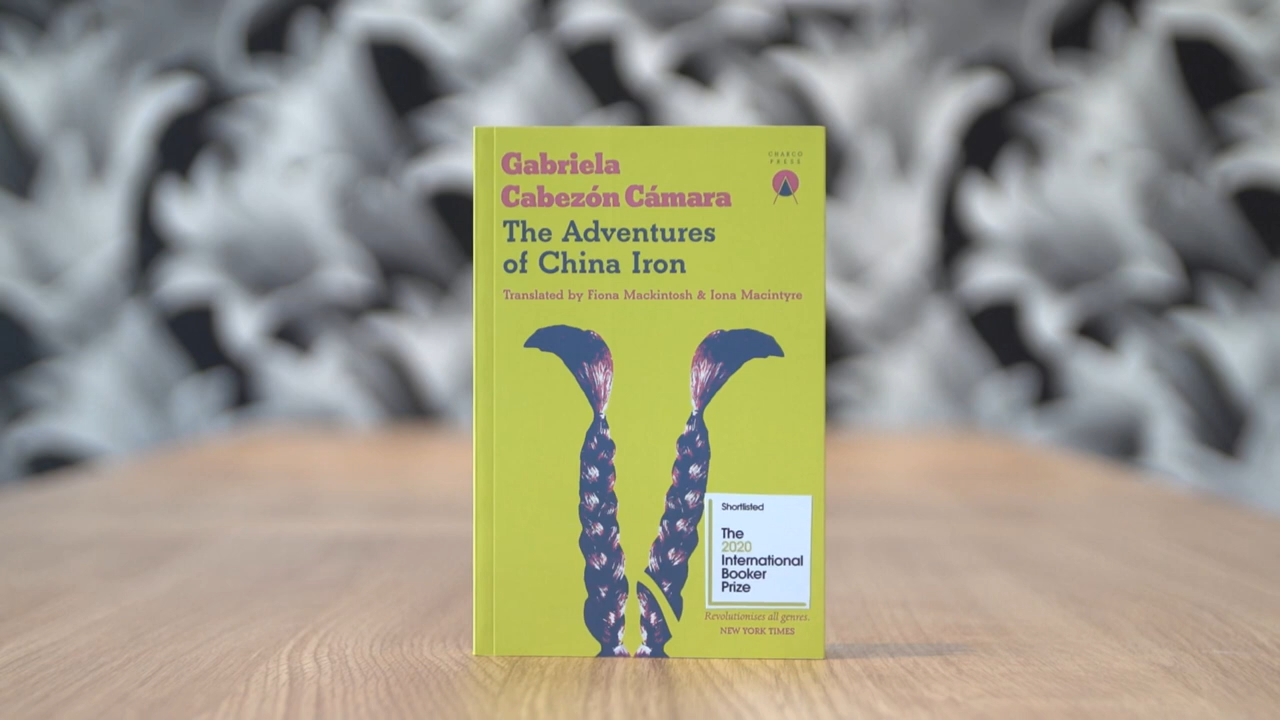 Gabriela
Cabezón Cámara
The Adventures
of China Iron
Translated by Fiona Mackintosh & Iona Macintyre
CHARCO
PRESS
Shortlisted
The
2020
International
Booker
Prize
Revolutionises all genres.
NEW YORK TIMES